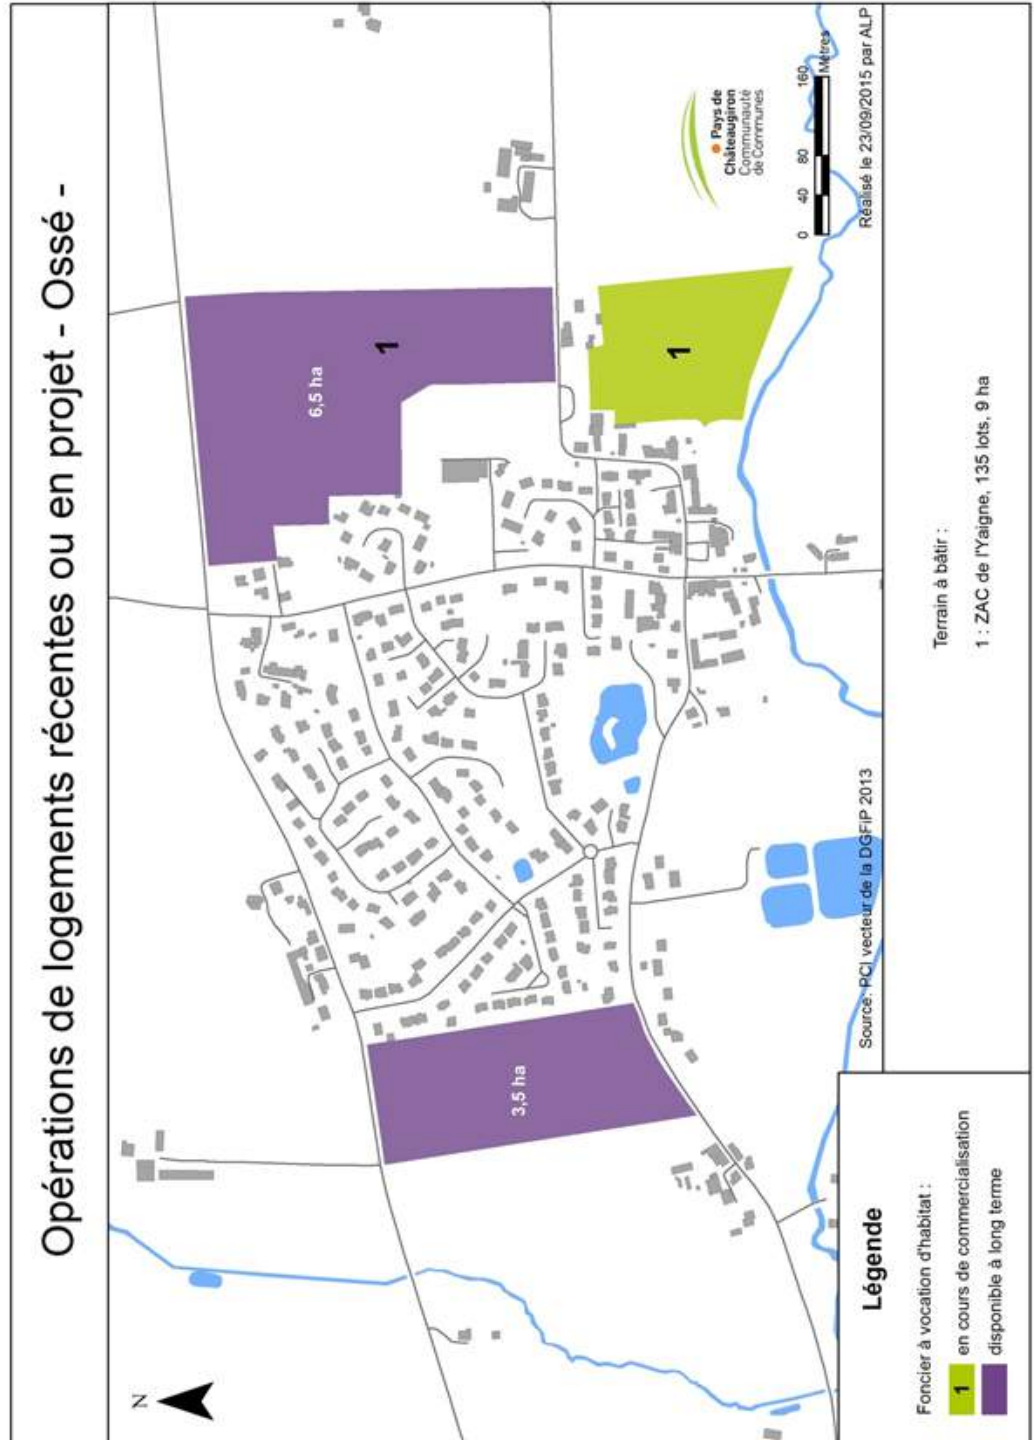 Opérations de logements récentes ou en projet - Ossé -
N
6,5 ha
1
1
3,5 ha
Pays de
Châteaugiron
Communauté
de Communes
0 40 80 160
Mètres
Source: PCI vecteur de la DGFiP 2013
Réalisé le 23/09/2015 par ALP
Légende
Foncier à vocation d'habitat :
1 en cours de commercialisation
disponible à long terme
Terrain à bâtir :
1 : ZAC de l'Yaigne, 135 lots, 9 ha